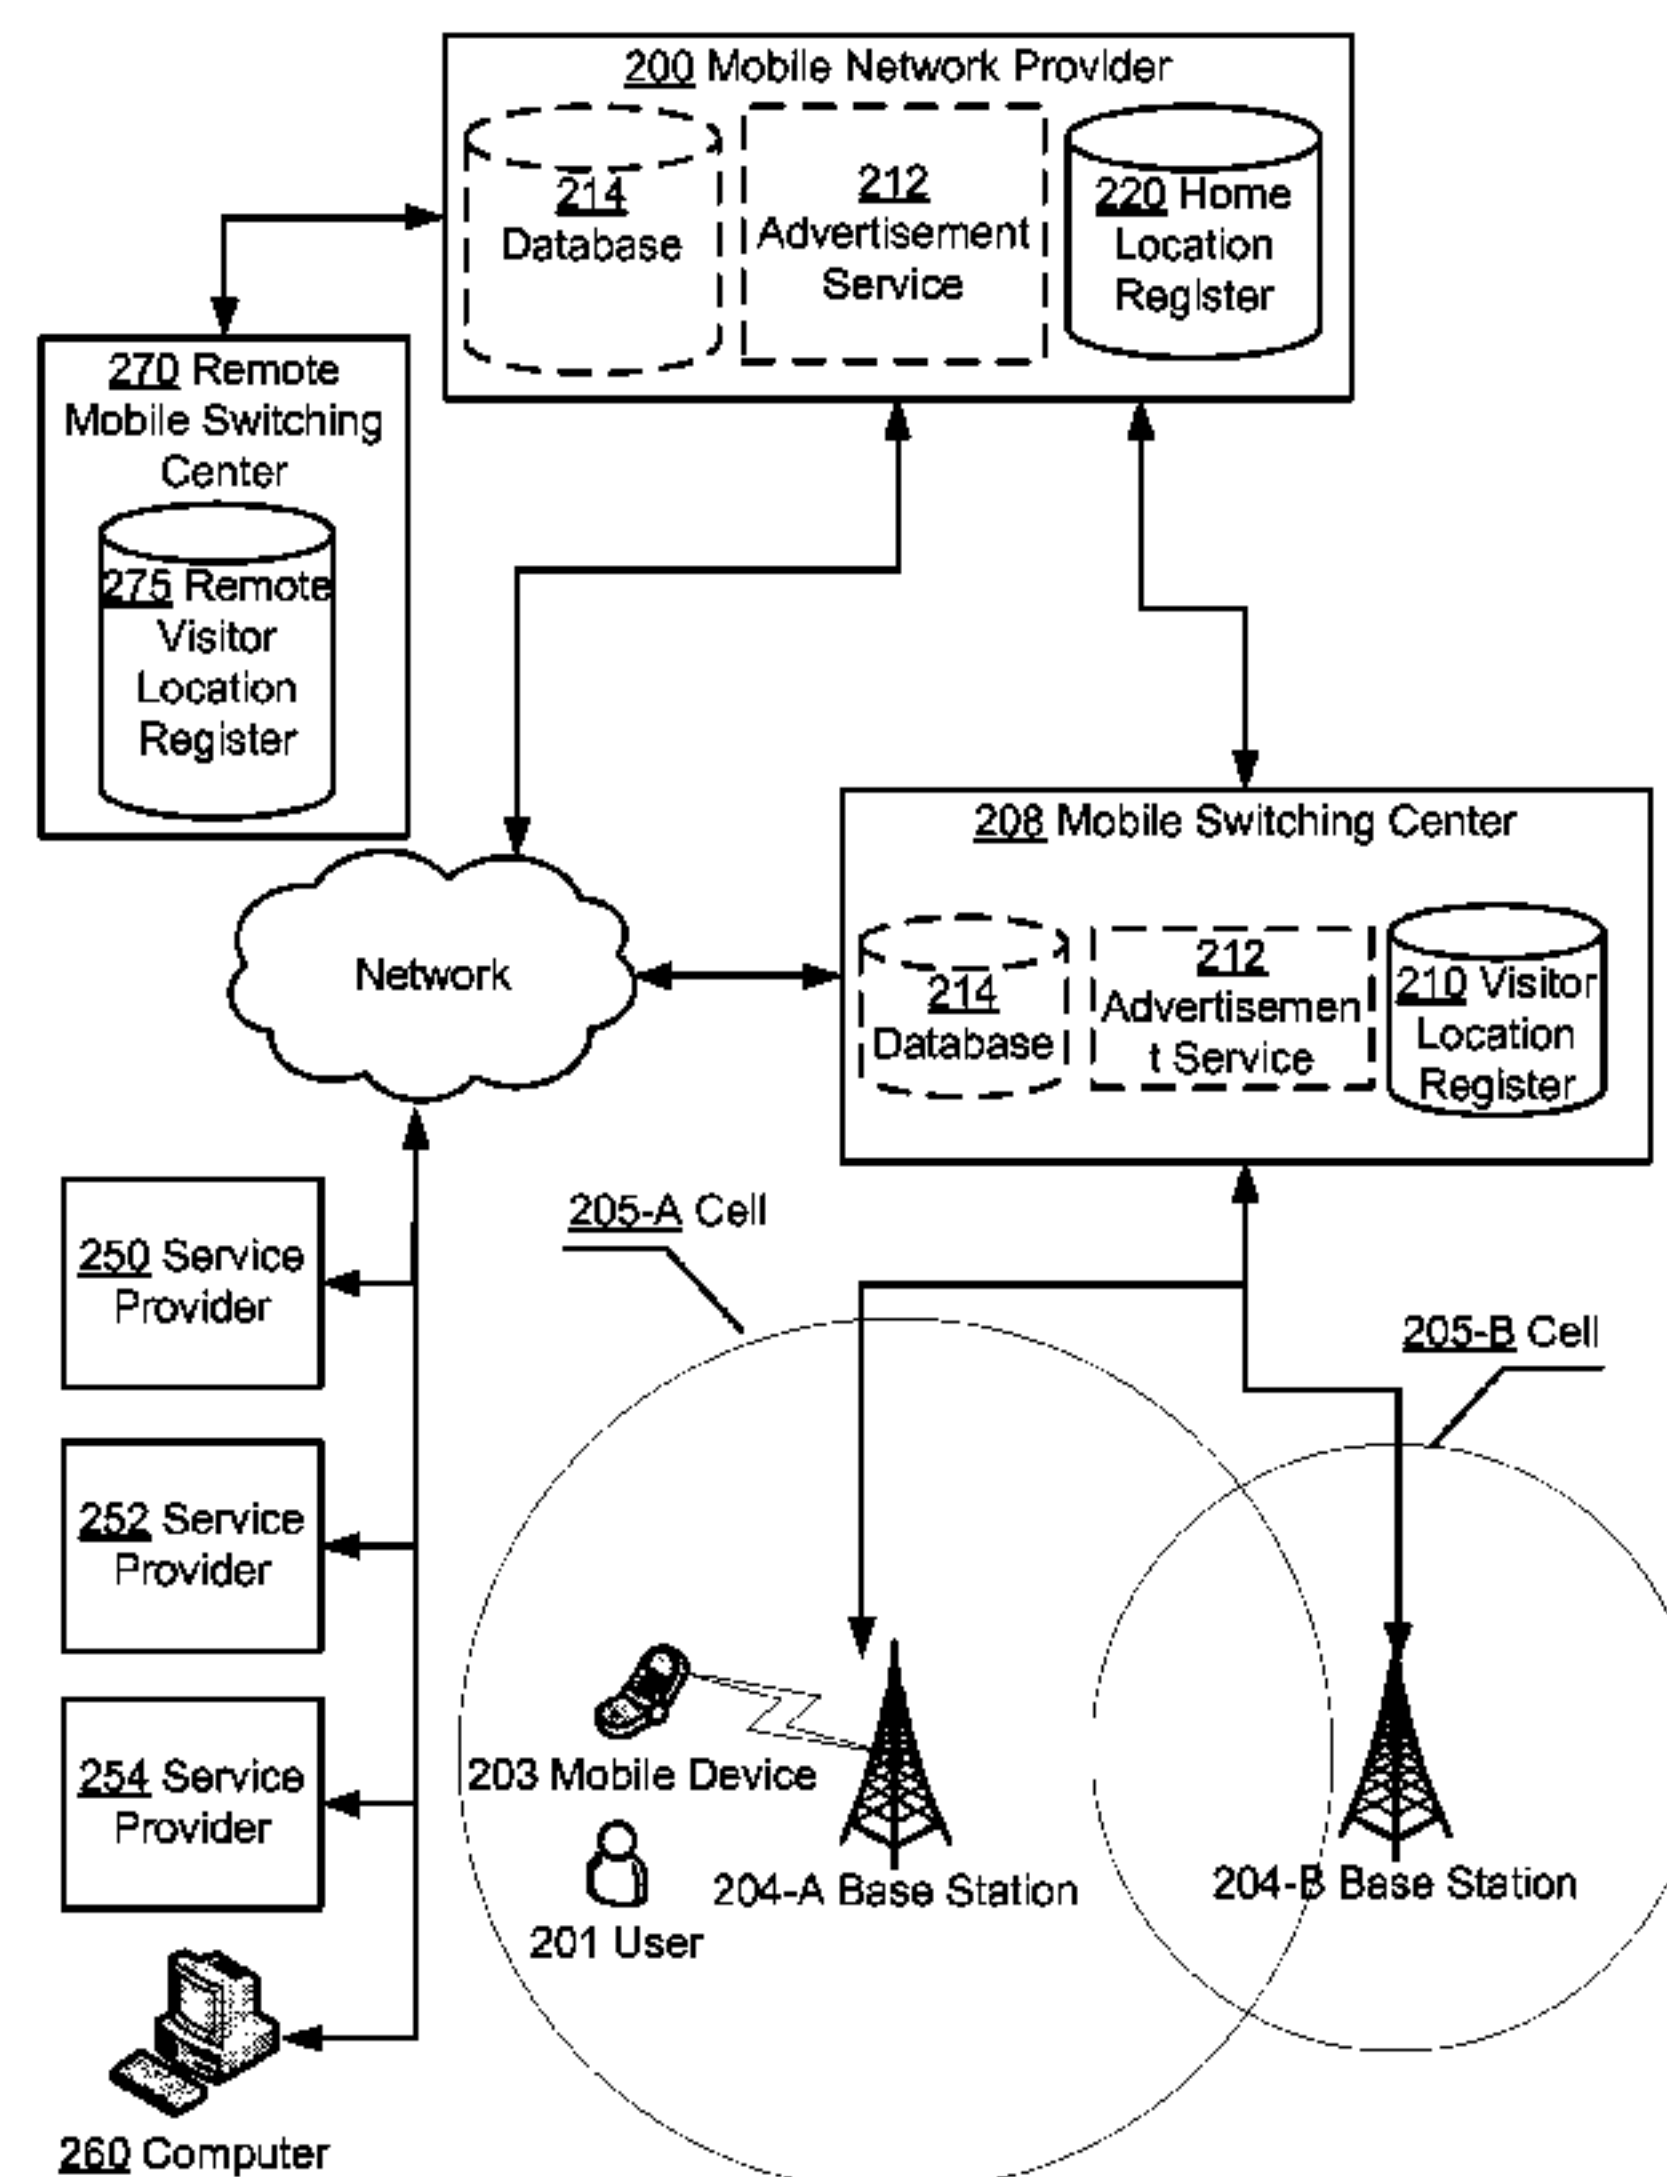 200 Mobile Network Provider
214
Database
212
Advertisement
Service
220 Home
Location
Register
270 Remote
Mobile Switching
Center
275 Remote
Visitor
Location
Register
208 Mobile Switching Center
Network
214
Database
212
Advertisemen
t Service
210 Visitor
Location
Register
205-A Cell
250 Service
Provider
205-B Cell
252 Service
Provider
203 Mobile Device
254 Service
Provider
204-A Base Station
204-B Base Station
201 User
260 Computer